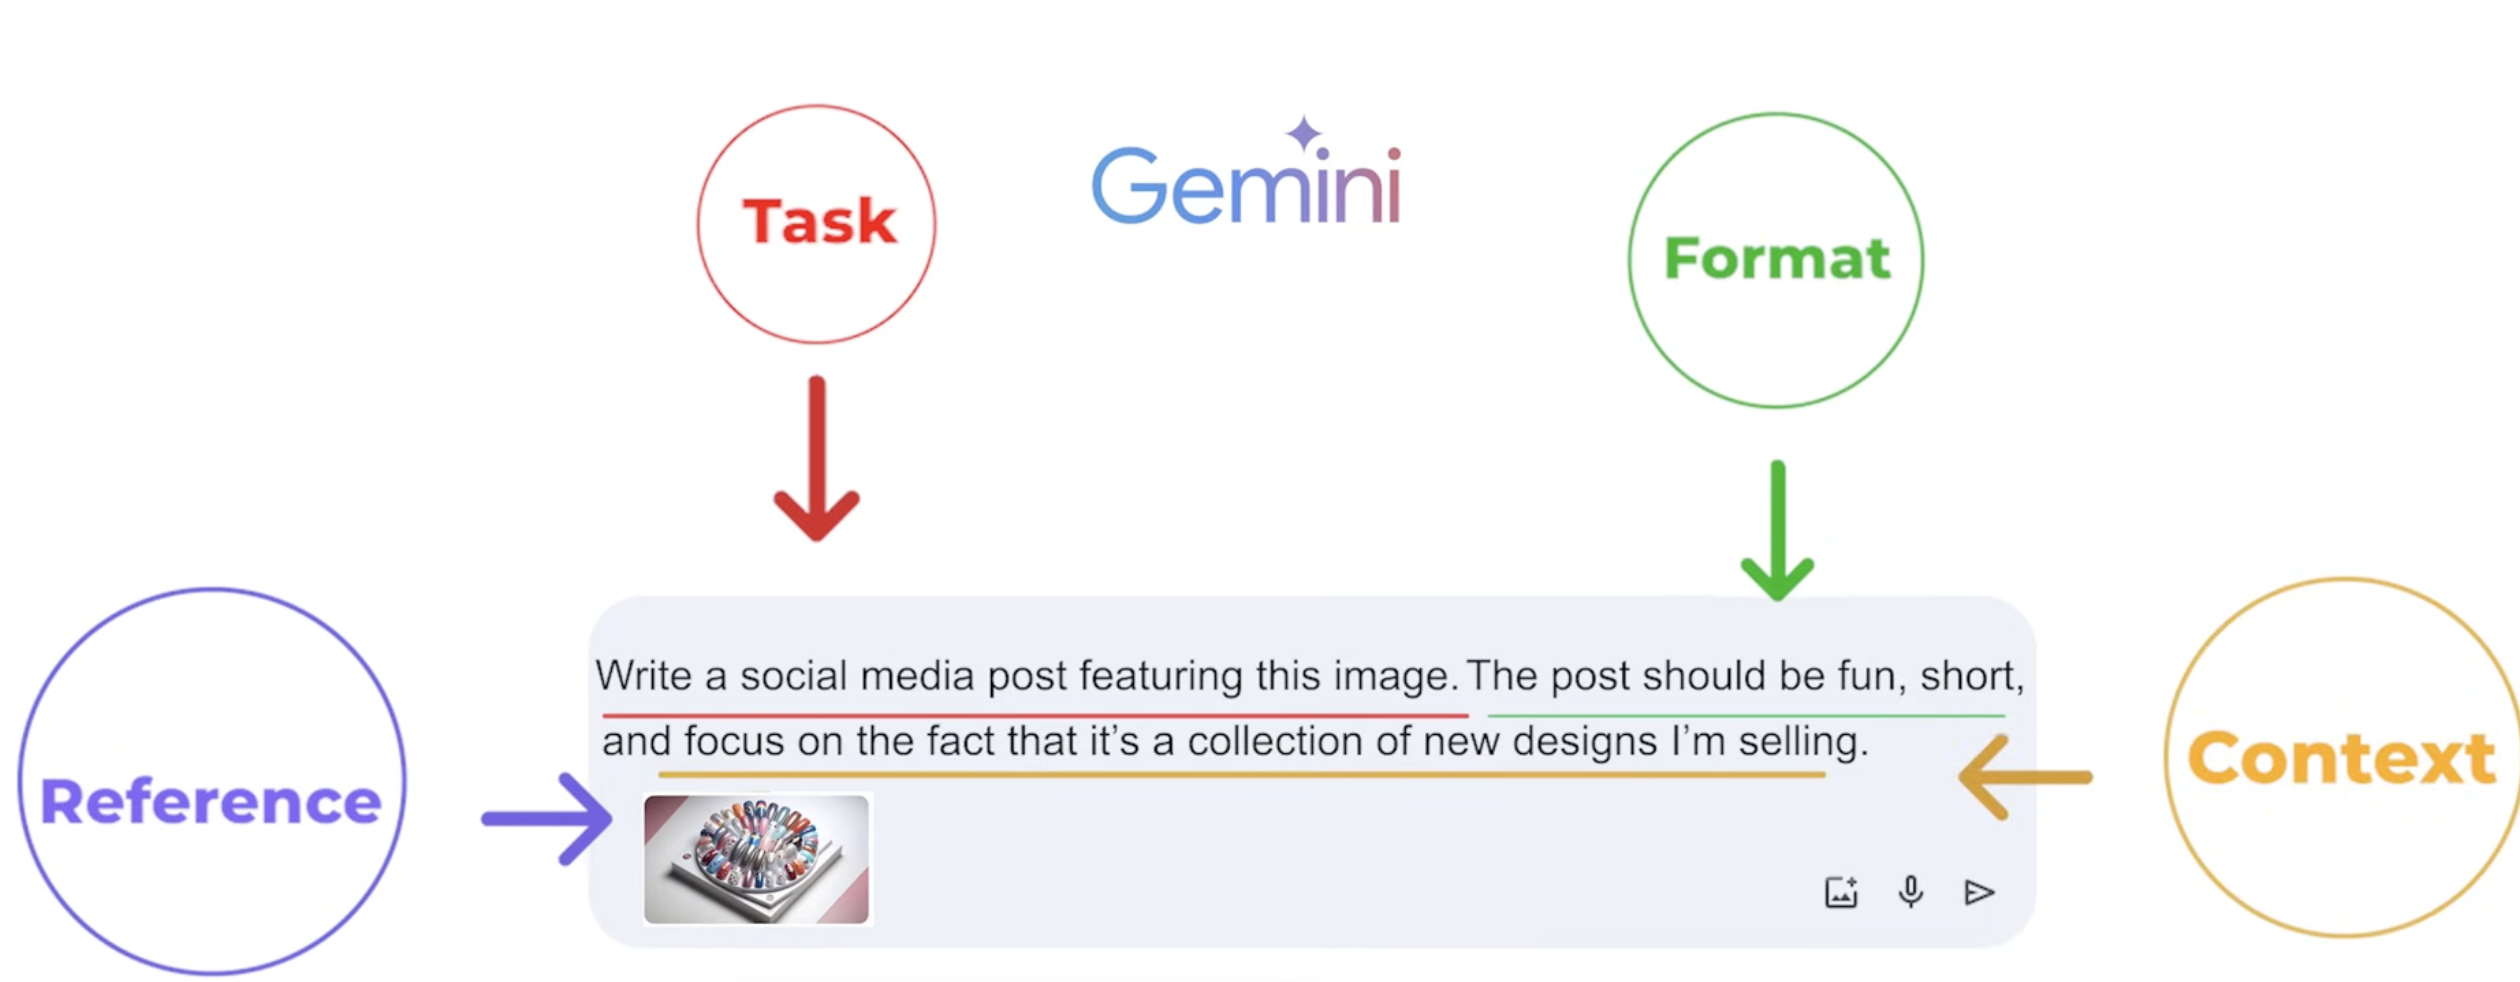 Task
Gemini
Format
Write a social media post featuring this image. The post should be fun, short,
and focus on the fact that it’s a collection of new designs I’m selling.
Reference
Context